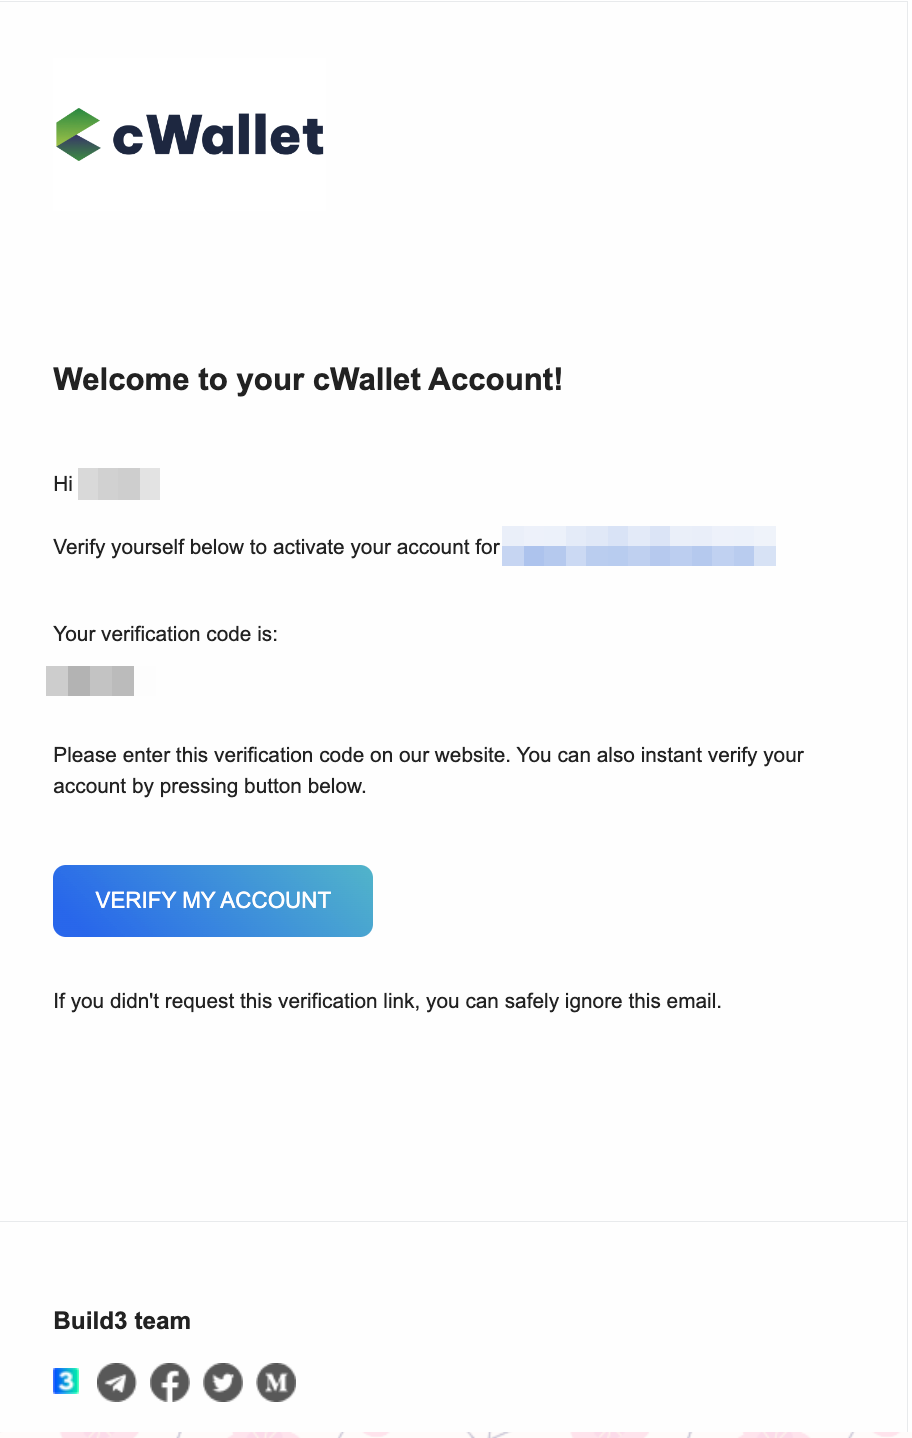 cWallet
Welcome to your cWallet Account!
Hi
Verify yourself below to activate your account for
Your verification code is:
Please enter this verification code on our website. You can also instant verify your
account by pressing button below.
VERIFY MY ACCOUNT
If you didn't request this verification link, you can safely ignore this email.
Build3 team
3
M